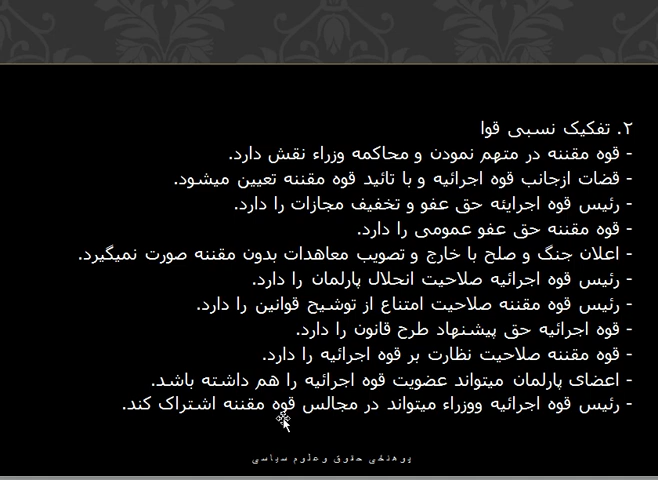 ۲. تفکیک نسبی قوا
- قوه مقننه در متهم نمودن و محاکمه وزراء نقش دارد.
- قضات ازجانب قوه اجرائیه و با تائید قوه مقننه تعیین میشود.
- رئیس قوه اجراینه حق عفو و تخفیف مجازات را دارد.
- قوه مقننه حق عفو عمومی را دارد.
- اعلان جنگ و صلح با خارج و تصویب معاهدات بدون مقننه صورت نمیگیرد.
- رئیس قوه اجرائیه صلاحیت انحلال پارلمان را دارد.
- رئیس قوه مقننه صلاحیت امتناع از توشیح قوانین را دارد.
- قوه اجرائیه حق پیشنهاد طرح قانون را دارد.
- قوه مقننه صلاحیت نظارت بر قوه اجرائیه را دارد.
- اعضای پارلمان میتواند عضویت قوه اجرائیه را هم داشته باشد.
- رئیس قوه اجرائیه ووزراء میتواند در مجالس قوه مقننه اشتراک کند.
پوهنځی حقوق وعلوم سیاسی